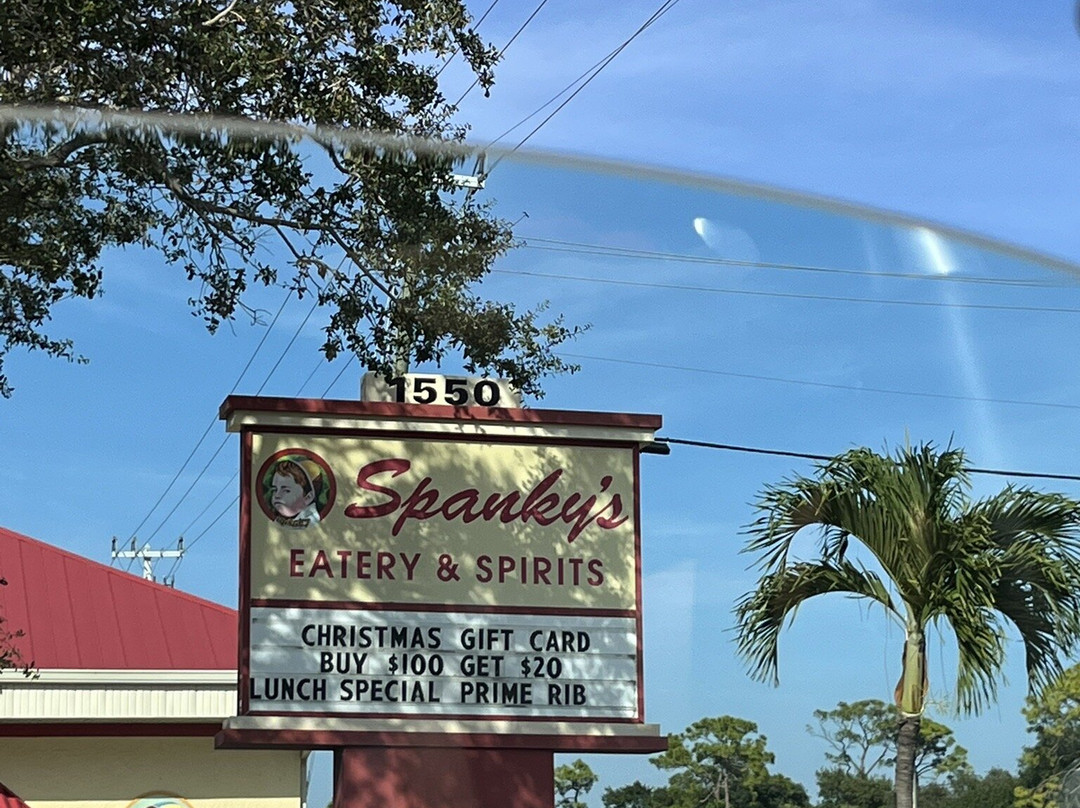 1550
Spanky's
EATERY & SPIRITS
CHRISTMAS GIFT CARD
BUY $100 GET $20
LUNCH SPECIAL PRIME RIB